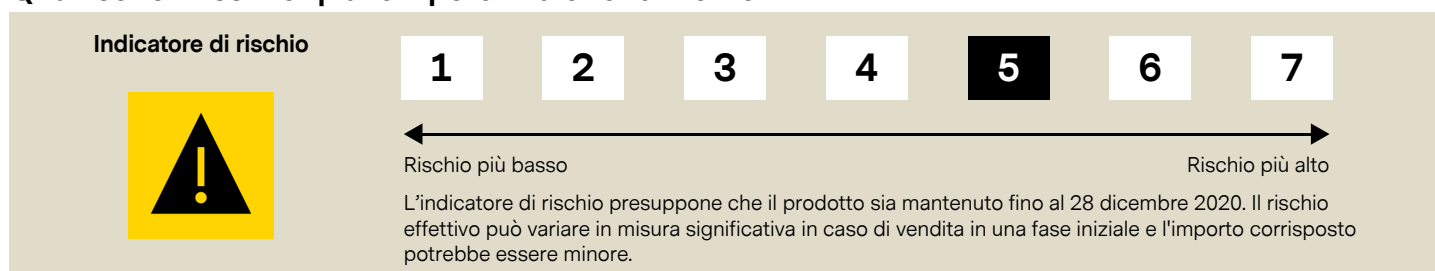 Indicatore di rischio
1 2 3 4 5 6 7
Rischio più basso Rischio più alto
L'indicatore di rischio presuppone che il prodotto sia mantenuto fino al 28 dicembre 2020. Il rischio
effettivo può variare in misura significativa in caso di vendita in una fase iniziale e l'importo corrisposto
potrebbe essere minore.